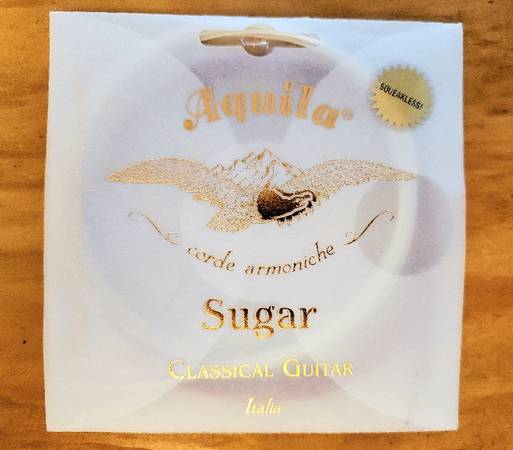 Aquila®
SQUEAKLESS!
corde armoniche
Sugar
CLASSICAL GUITAR
Italia